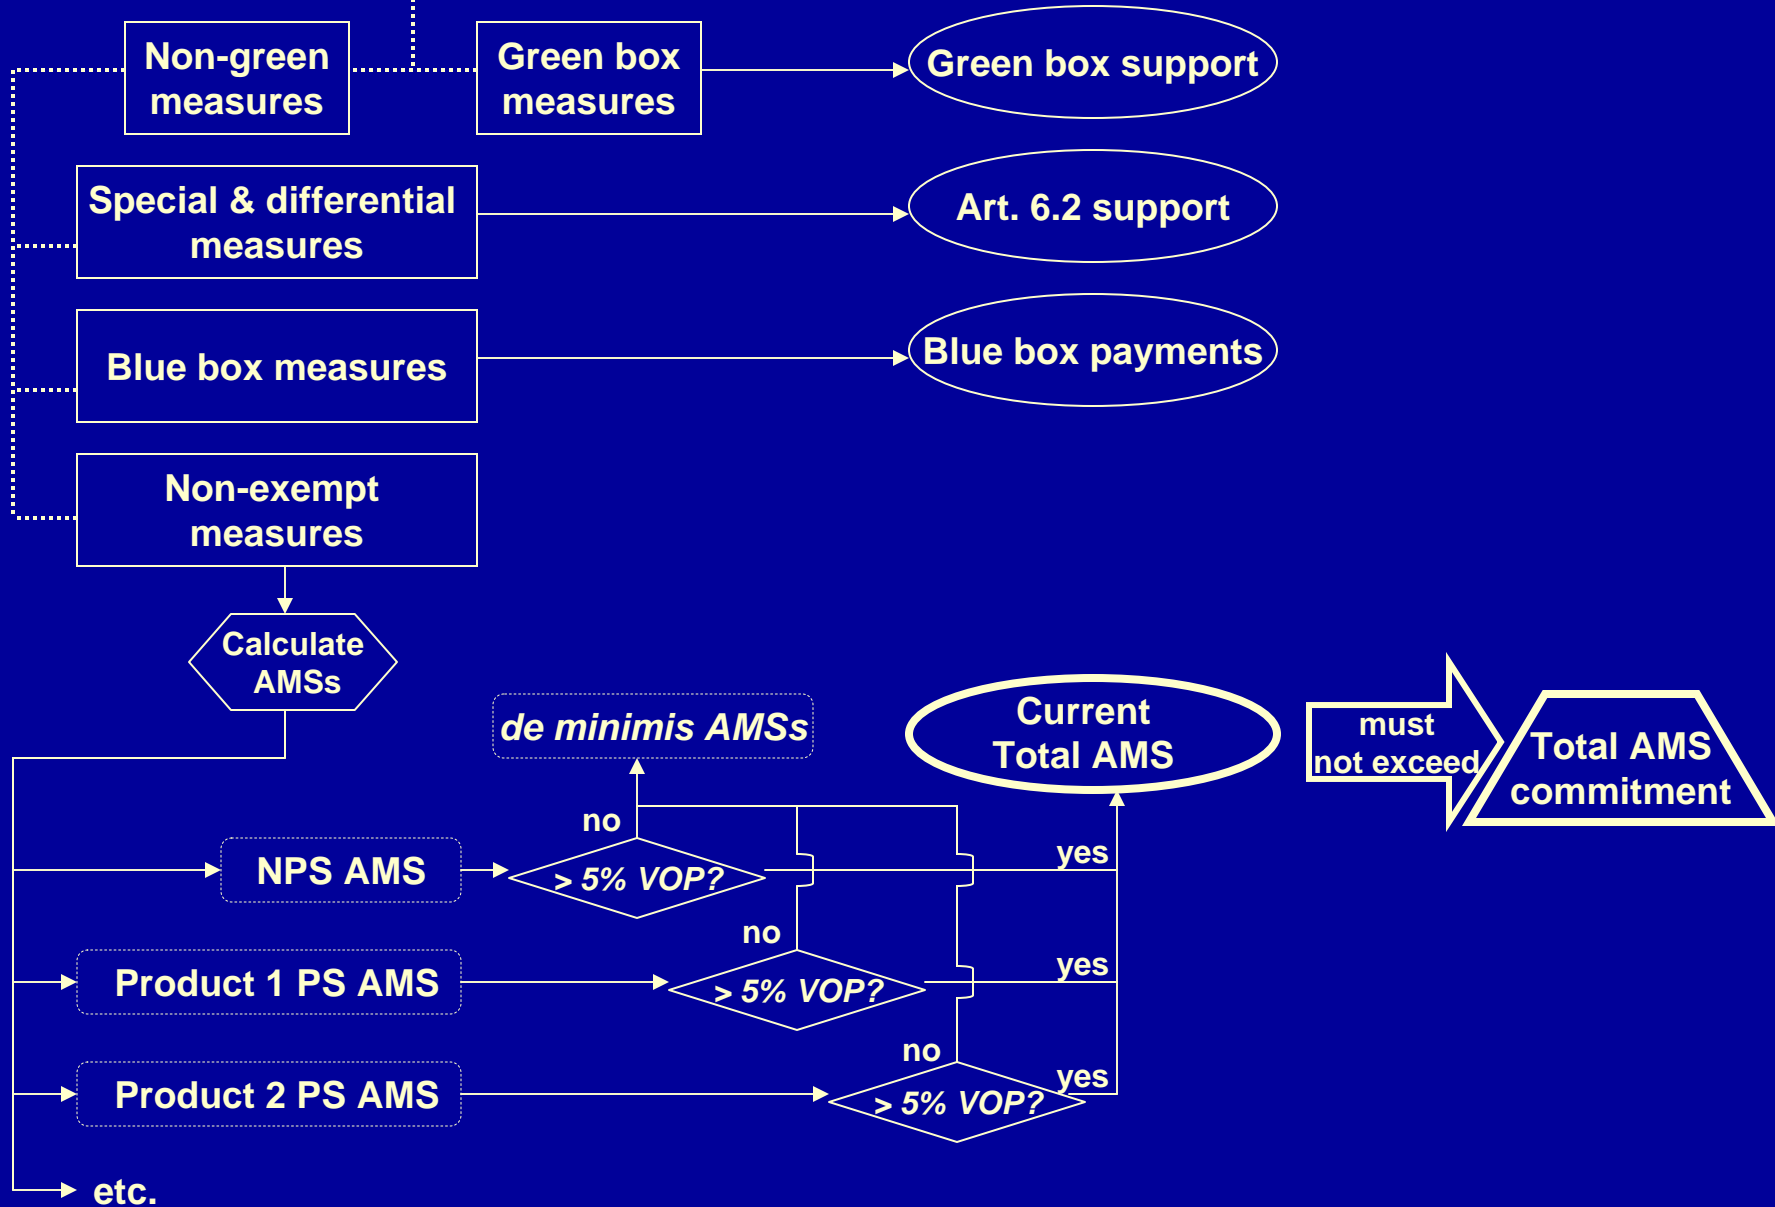 Non-green
measures
Green box
measures
Green box support
Special & differential
measures
Art. 6.2 support
Blue box measures
Blue box payments
Non-exempt
measures
Calculate
AMSs
de minimis AMSs
Current
Total AMS
must
not exceed
Total AMS
commitment
no
NPS AMS
> 5% VOP?
yes
no
Product 1 PS AMS
> 5% VOP?
yes
no
Product 2 PS AMS
> 5% VOP?
yes
etc.